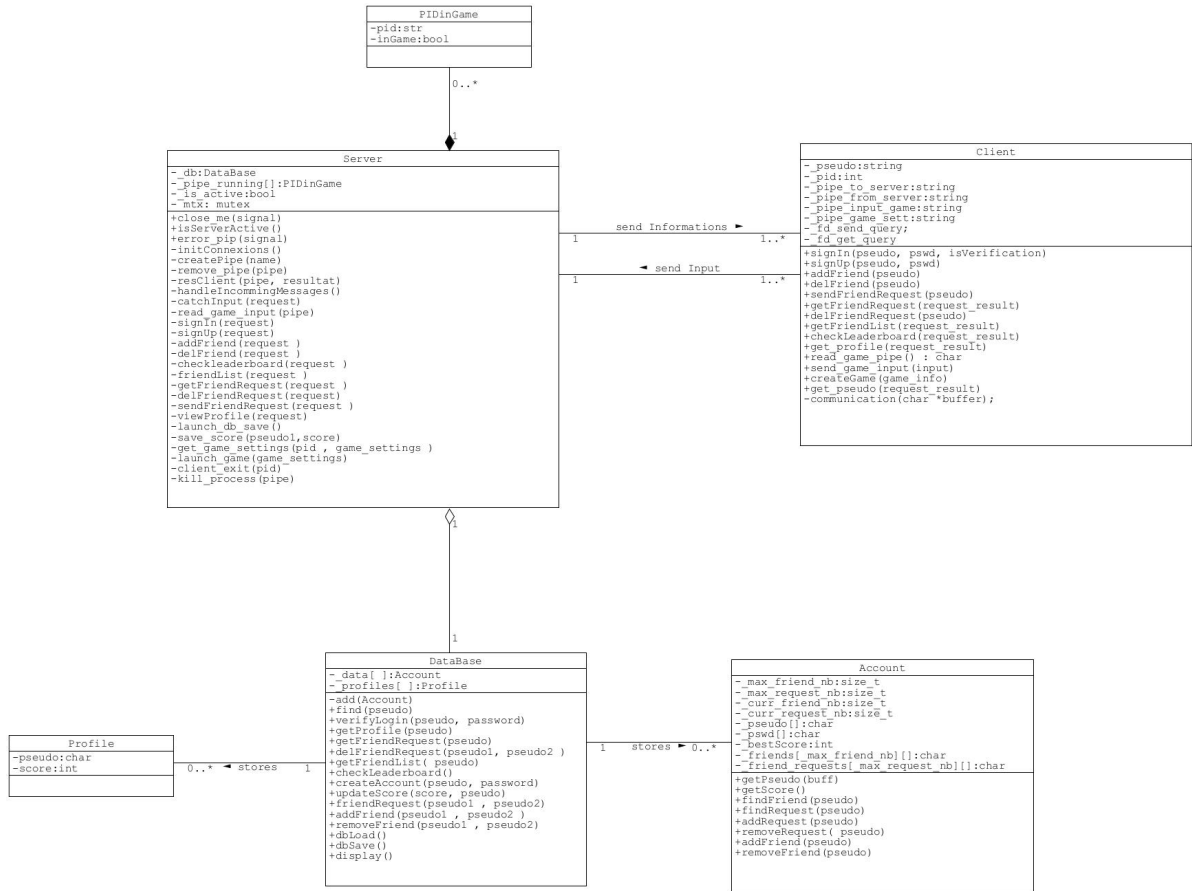 PIDinGame
-pid:str
-inGame:bool
0..*
1
Server
-_db:DataBase
-_pipe_running[]:PIDinGame
-_is_active:bool
-_mtx: mutex
+close_me(signal)
+isServerActive()
+error_pip(signal)
-initConnexions()
-createPipe(name)
-remove_pipe(pipe)
-resClient(pipe, resultat)
-handleIncommingMessages()
-catchInput(request)
-read_game_input(pipe)
-signIn(request)
-signUp(request)
-addFriend(request )
-delFriend(request )
-checkleaderboard(request )
-friendList(request )
-getFriendRequest(request )
-delFriendRequest(request)
-sendFriendRequest(request )
-viewProfile(request)
-launch_db_save()
-save_score(pseudo1,score)
-get_game_settings(pid , game_settings )
-launch_game(game_settings)
-client_exit(pid)
-kill_process(pipe)
send Informations ►
1
1..*
◄ send Input
1
1..*
Client
-_pseudo:string
-_pid:int
-_pipe_to_server:string
-_pipe_from_server:string
-_pipe_input_game:string
-_pipe_game_sett:string
-_fd_send_query;
-_fd_get_query
+signIn(pseudo, pswd, isVerification)
+signUp(pseudo, pswd)
+addFriend(pseudo)
+delFriend(pseudo)
+sendFriendRequest(pseudo)
+getFriendRequest(request_result)
+delFriendRequest(pseudo)
+getFriendList(request_result)
+checkLeaderboard(request_result)
+get_profile(request_result)
+read_game_pipe() : char
+send_game_input(input)
+createGame(game_info)
+get_pseudo(request_result)
-communication(char *buffer);
1
1
DataBase
-_data[ ]:Account
-_profiles[ ]:Profile
-add(Account)
+find(pseudo)
+verifyLogin(pseudo, password)
+getProfile(pseudo)
+getFriendRequest(pseudo)
+delFriendRequest(pseudo1, pseudo2 )
+getFriendList( pseudo)
+checkLeaderboard()
+createAccount(pseudo, password)
+updateScore(score, pseudo)
+friendRequest(pseudo1 , pseudo2)
+addFriend(pseudo1 , pseudo2 )
+removeFriend(pseudo1 , pseudo2)
+dbLoad()
+dbSave()
+display()
Profile
-pseudo:char
-score:int
0..* ◄ stores 1
1 stores ► 0..*
Account
-_max_friend_nb:size_t
-_max_request_nb:size_t
-_curr_friend_nb:size_t
-_curr_request_nb:size_t
-_pseudo[]:char
-_pswd[]:char
-_bestScore:int
-_friends[_max_friend_nb][]:char
-_friend_requests[_max_request_nb][]:char
+getPseudo(buff)
+getScore()
+findFriend(pseudo)
+findRequest(pseudo)
+addRequest(pseudo)
+removeRequest( pseudo)
+addFriend(pseudo)
+removeFriend(pseudo)